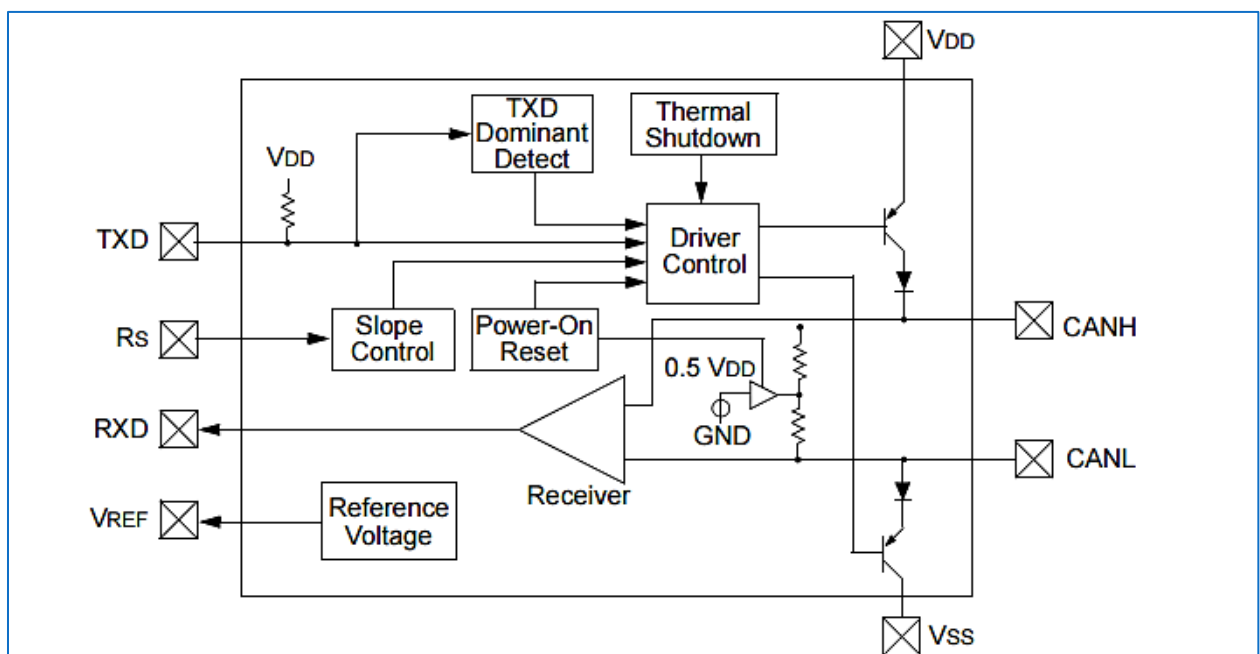 VDD
TXD
Dominant
Detect
Thermal
Shutdown
VDD
TXD
Driver
Control
Rs
Slope
Control
Power-On
Reset
CANH
0.5 VDD
RXD
GND
CANL
Receiver
VREF
Reference
Voltage
Vss